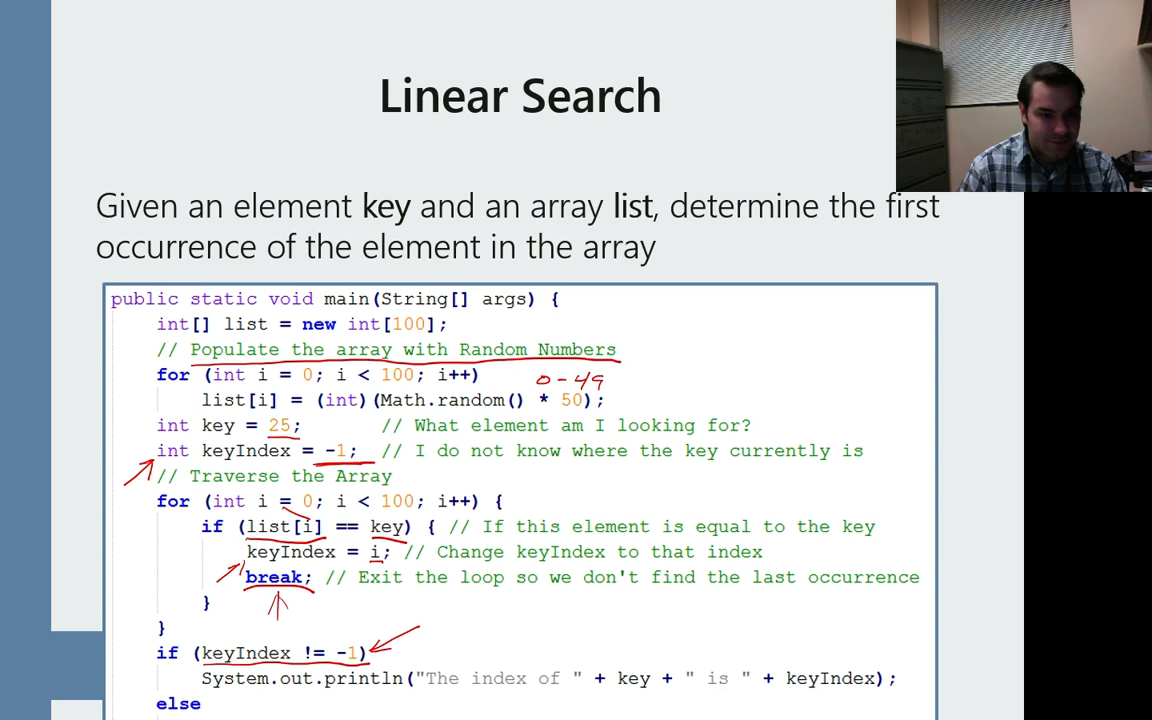 Linear Search
Given an element key and an array list, determine the first
occurrence of the element in the array
public static void main(String[] args) {
int[] list = new int[100];
// Populate the array with Random Numbers
for (int i = 0; i < 100; i++)
0-49
list[i] = (int)(Math.random() * 50);
int key = 25; // What element am I looking for?
int keyIndex = -1; // I do not know where the key currently is
// Traverse the Array
for (int i = 0; i < 100; i++) {
if (list[i] == key) { // If this element is equal to the key
keyIndex = i; // Change keyIndex to that index
break; // Exit the loop so we don't find the last occurrence
}
}
if (keyIndex != -1)
System.out.println("The index of " + key + " is " + keyIndex);
else